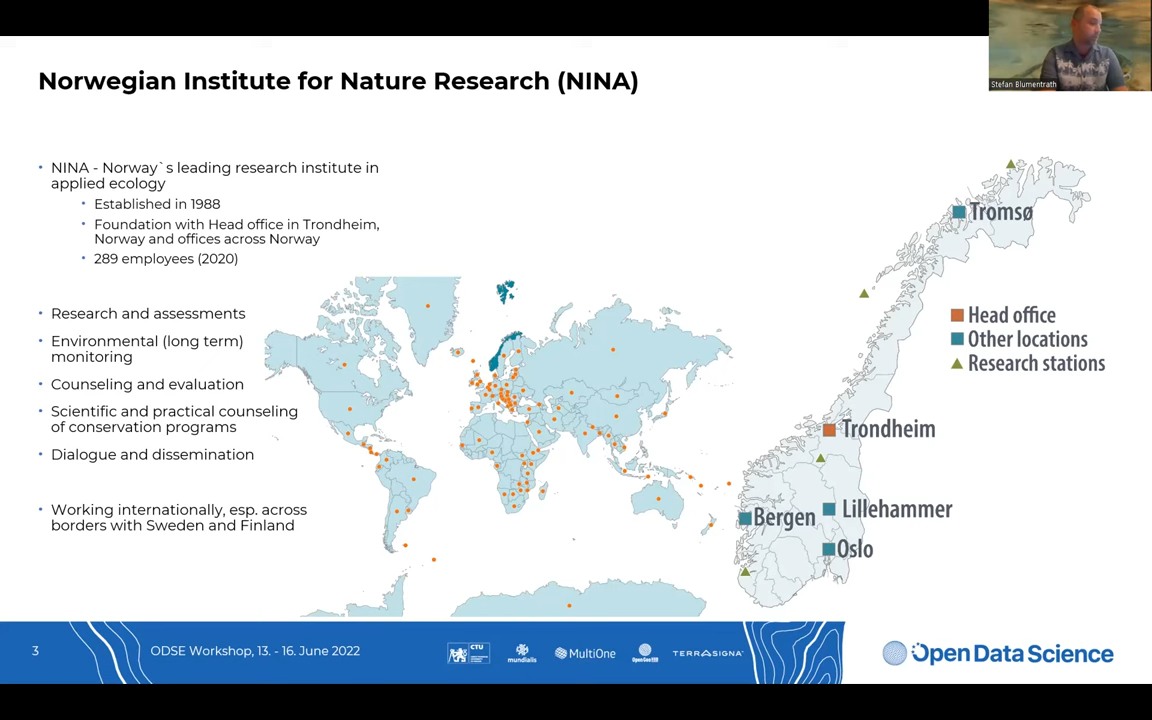 Stefan Blumentrath
Norwegian Institute for Nature Research (NINA)
• NINA - Norway`s leading research institute in
applied ecology
• Established in 1988
• Foundation with Head office in Trondheim,
Norway and offices across Norway
• 289 employees (2020)
• Research and assessments
• Environmental (long term)
monitoring
• Counseling and evaluation
• Scientific and practical counseling
of conservation programs
• Dialogue and dissemination
• Working internationally, esp. across
borders with Sweden and Finland
Tromsø
Head office
Other locations
Research stations
Trondheim
Lillehammer
Bergen
Oslo
3
ODSE Workshop, 13. - 16. June 2022
CTU
mundialis
MultiOne
OpenGeoHub
TERRASIGNA
Open Data Science